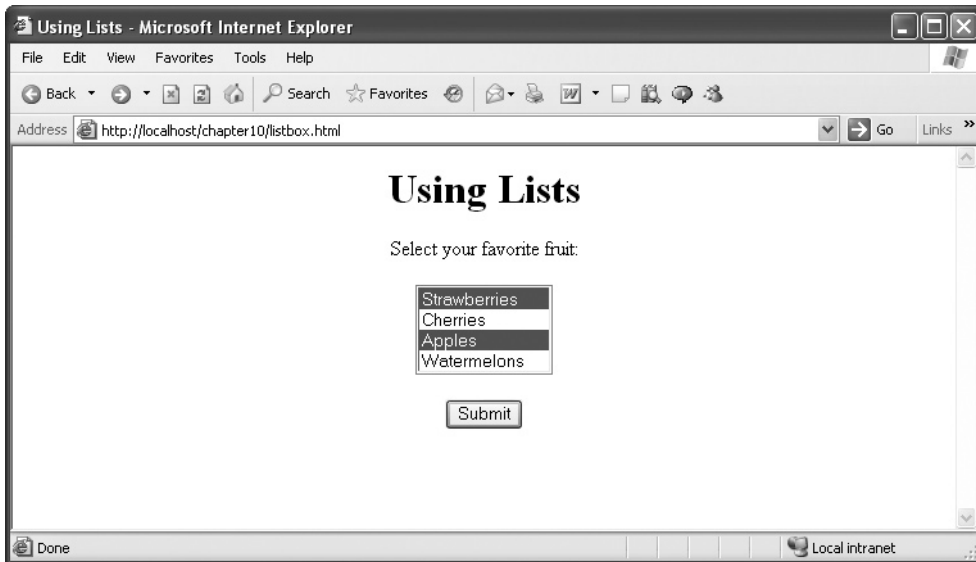 Using Lists - Microsoft Internet Explorer
File Edit View Favorites Tools Help
Back Search Favorites W
Address http://localhost/chapter10/listbox.html Go Links »
Using Lists
Select your favorite fruit:
Strawberries
Cherries
Apples
Watermelons
Submit
Done Local intranet